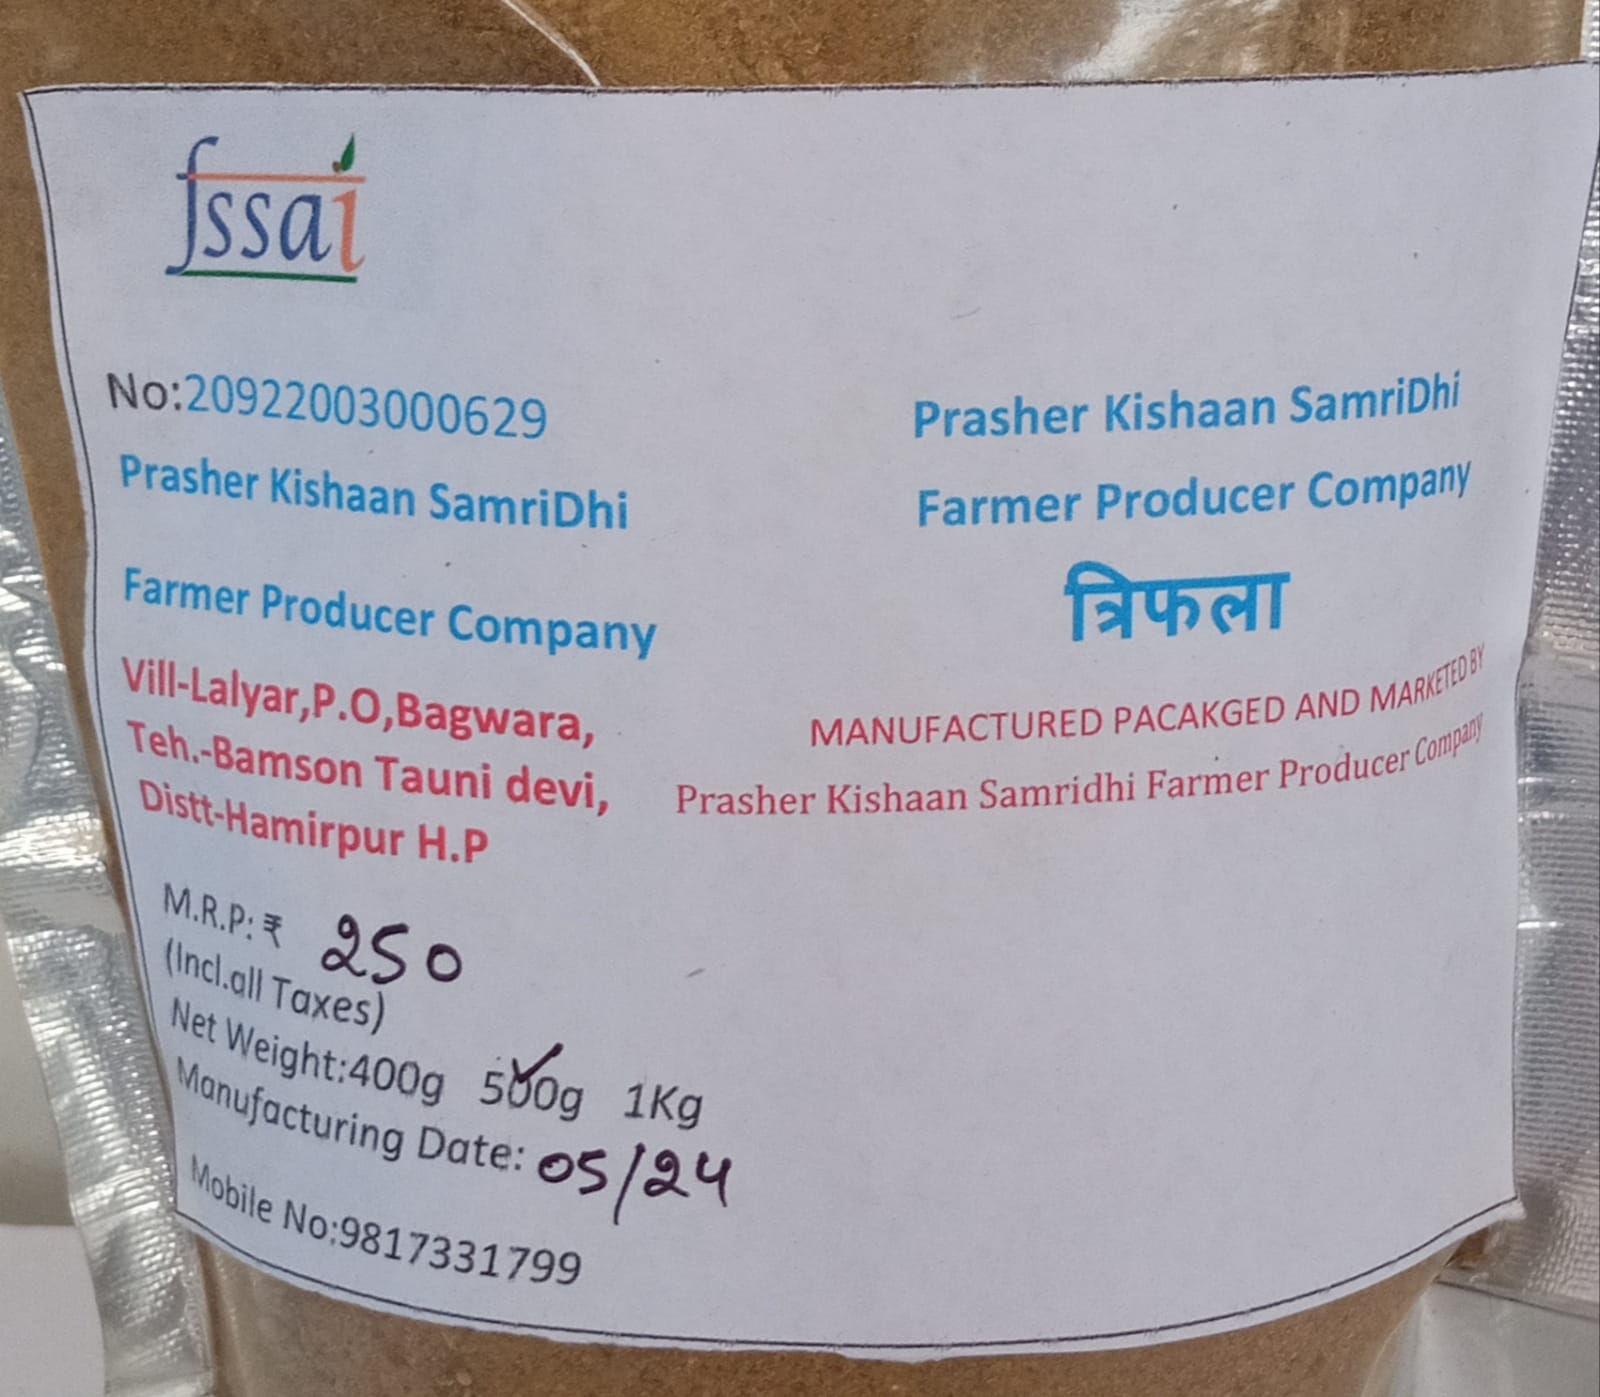 fssai
No:20922003000629
Prasher Kishaan SamriDhi
Farmer Producer Company
Vill-Lalyar,P.O,Bagwara,
Teh.-Bamson Tauni devi,
Distt-Hamirpur H.P
M.R.P: ₹ 250
(Incl.all Taxes)
Net Weight:400g 500g 1Kg
Manufacturing Date: 05/24
Mobile No:9817331799
Prasher Kishaan SamriDhi
Farmer Producer Company
त्रिफला
MANUFACTURED PACAKGED AND MARKETED BY
Prasher Kishaan Samridhi Farmer Producer Company